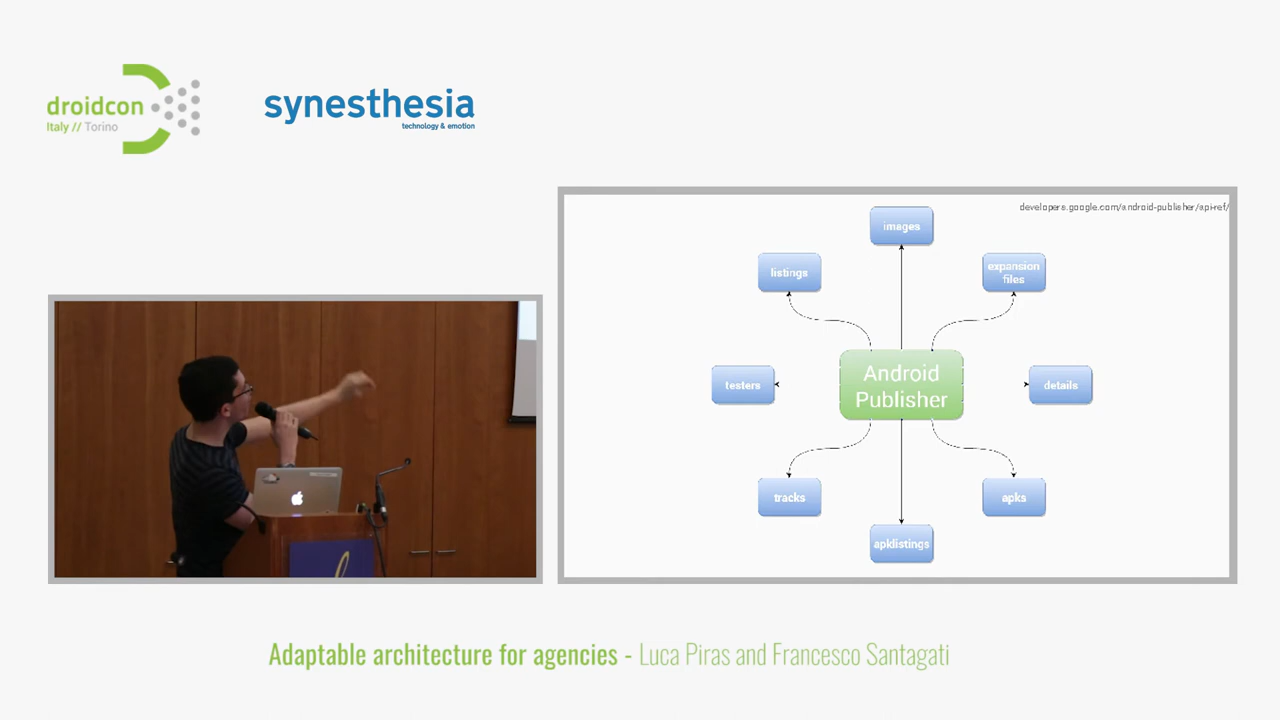 droidcon
Italy // Torino
synesthesia
technology & emotion
developers.google.com/android-publisher/api-ref/
images
listings
expansion
files
Android
Publisher
testers
details
tracks
apks
apklistings
Adaptable architecture for agencies - Luca Piras and Francesco Santagati